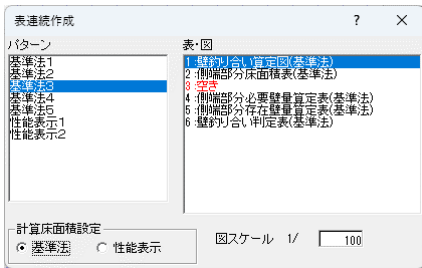 表連続作成 ? ×
パターン
基準法1
基準法2
基準法3
基準法4
基準法5
性能表示1
性能表示2
表・図
1:壁釣り合い算定図(基準法)
2:側端部分床面積表(基準法)
3:空き
4:側端部分必要壁量算定表(基準法)
5:側端部分存在壁量算定表(基準法)
6:壁釣り合い判定表(基準法)
計算床面積設定
基準法 性能表示
図スケール 1/ 100